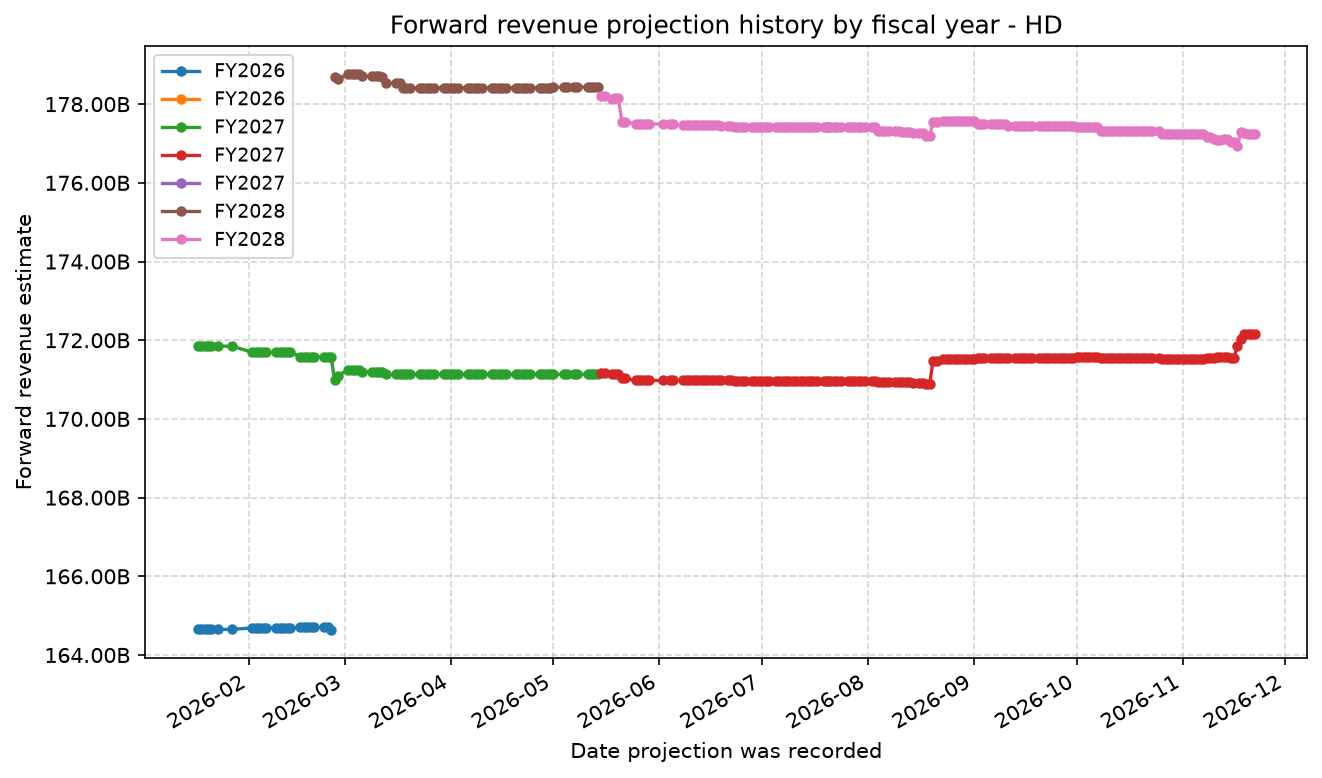 Forward revenue projection history by fiscal year - HD
FY2026
FY2026
FY2027
FY2027
FY2027
FY2028
FY2028
178.00B
176.00B
174.00B
172.00B
170.00B
168.00B
166.00B
164.00B
Forward revenue estimate
2026-02
2026-03
2026-04
2026-05
2026-06
2026-07
2026-08
2026-09
2026-10
2026-11
2026-12
Date projection was recorded